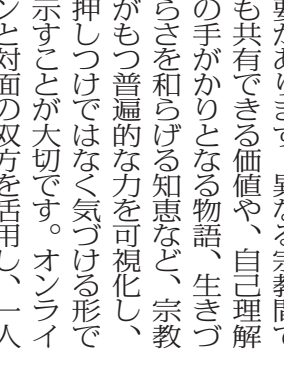 要があります。異なる宗教間で
も共有できる価値や、自己理解
の手がかりとなる物語、生きづ
らさを和らげる知恵など、宗教
がもつ普遍的な力を可視化し、
押しつけではなく気づける形で
示すことが大切です。オンライ
ンと対面の双方を活用し、一人